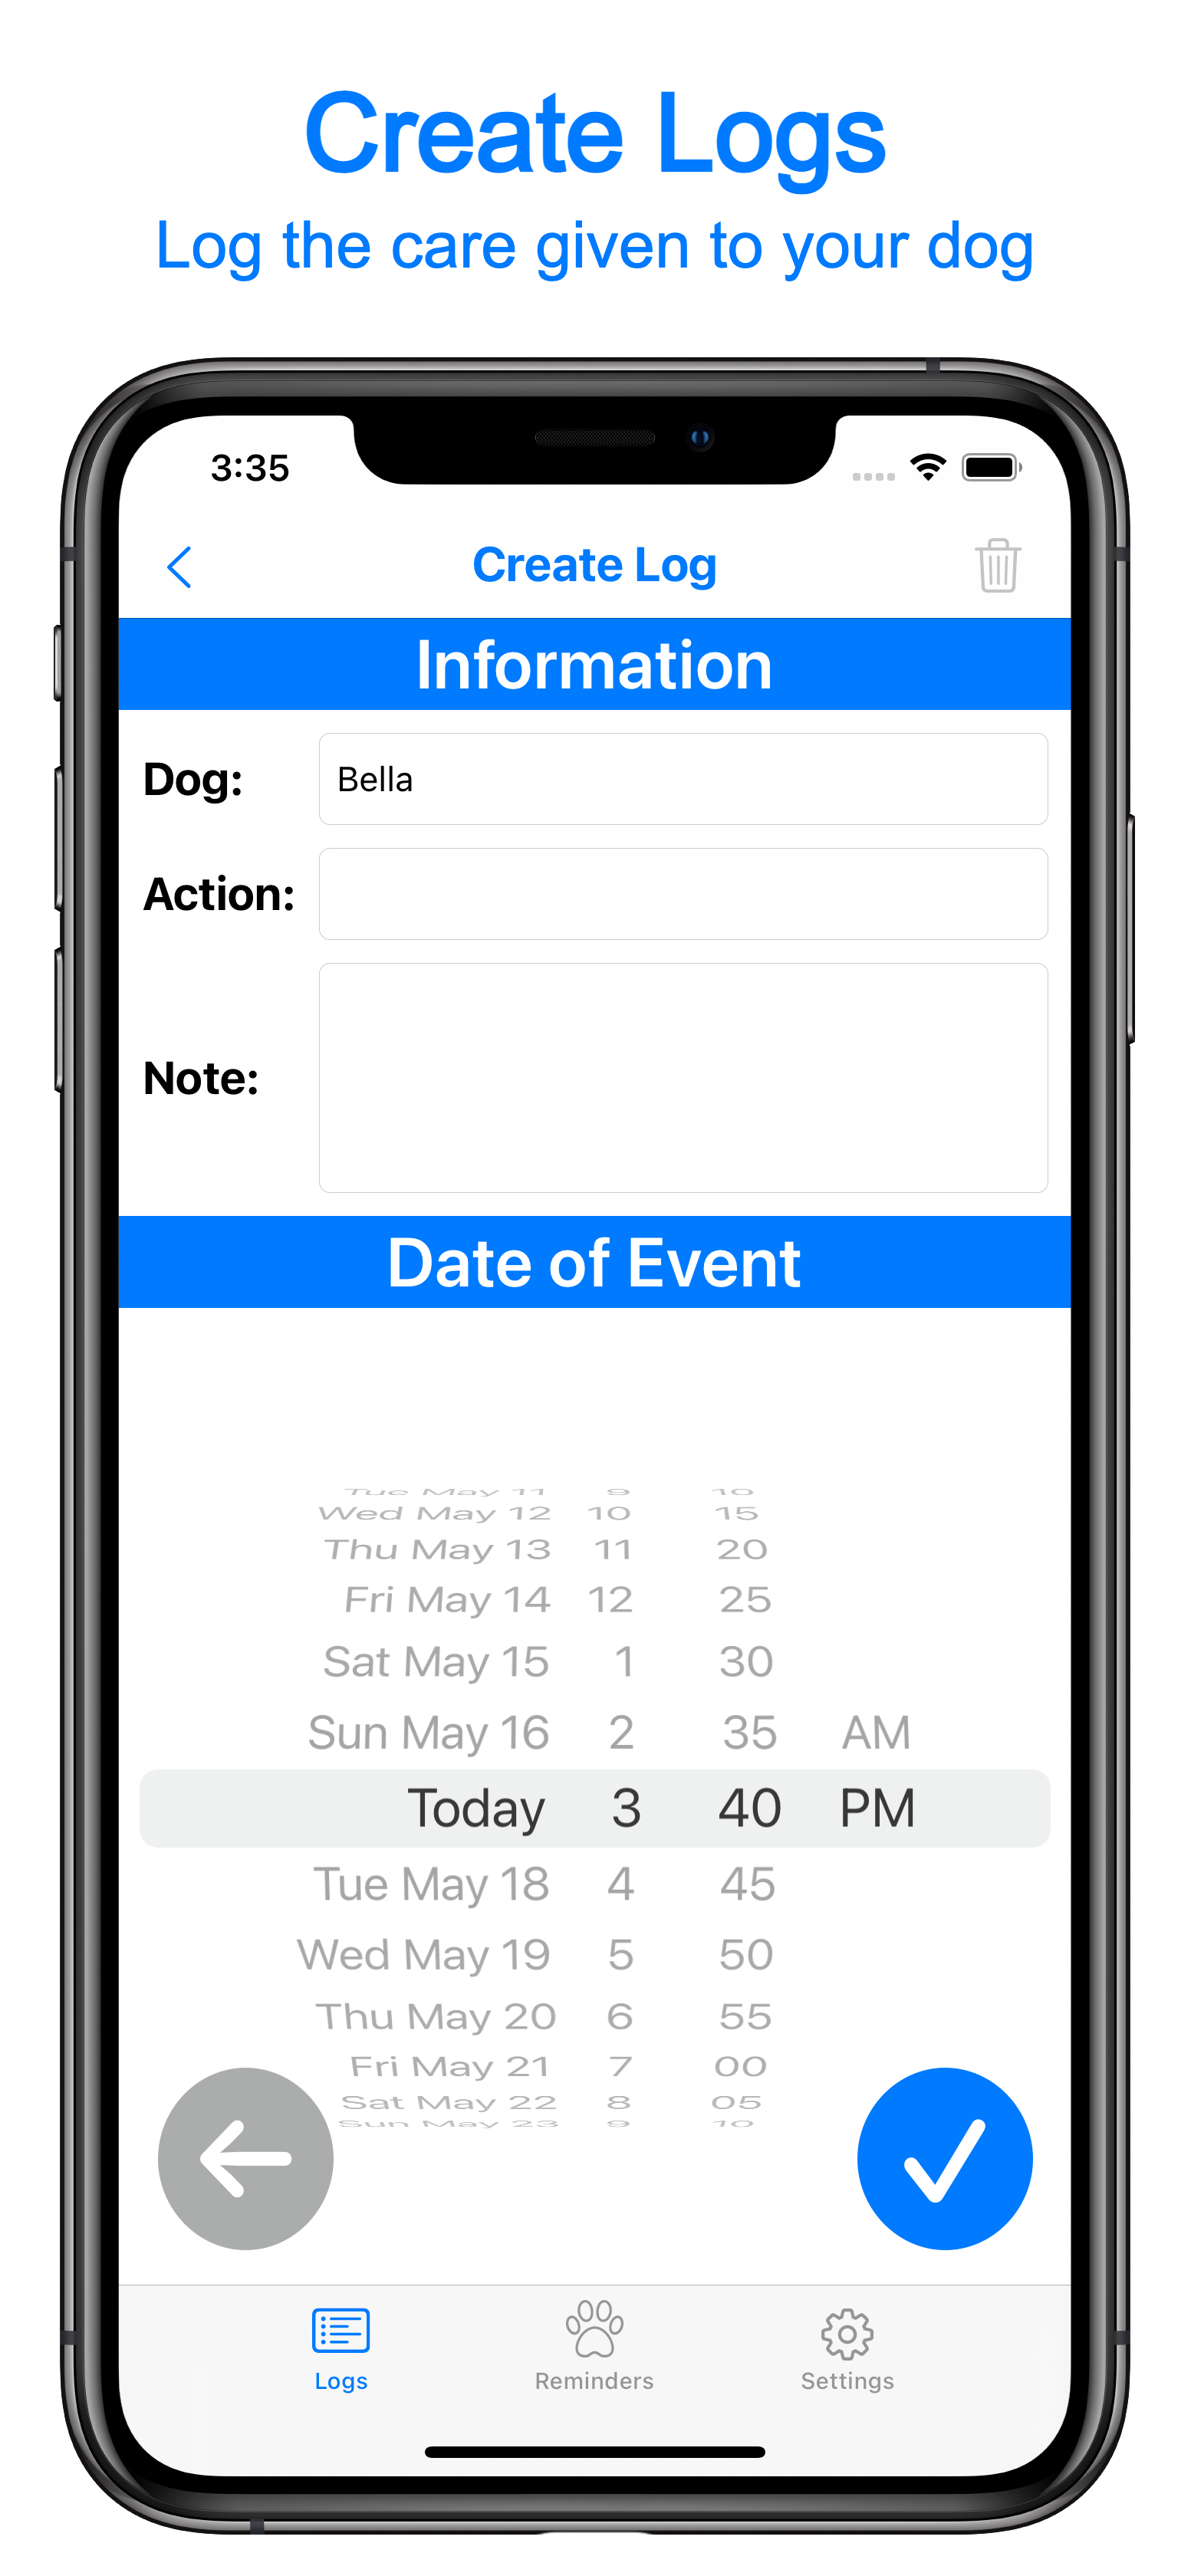 Create Logs
Log the care given to your dog
3:35
Create Log
Information
Dog: Bella
Action:
Note:
Date of Event
Tue May 11 9 10
Wed May 12 10 15
Thu May 13 11 20
Fri May 14 12 25
Sat May 15 1 30
Sun May 16 2 35 AM
Today 3 40 PM
Tue May 18 4 45
Wed May 19 5 50
Thu May 20 6 55
Fri May 21 7 00
Sat May 22 8 05
Sun May 23 9 10
Logs Reminders Settings